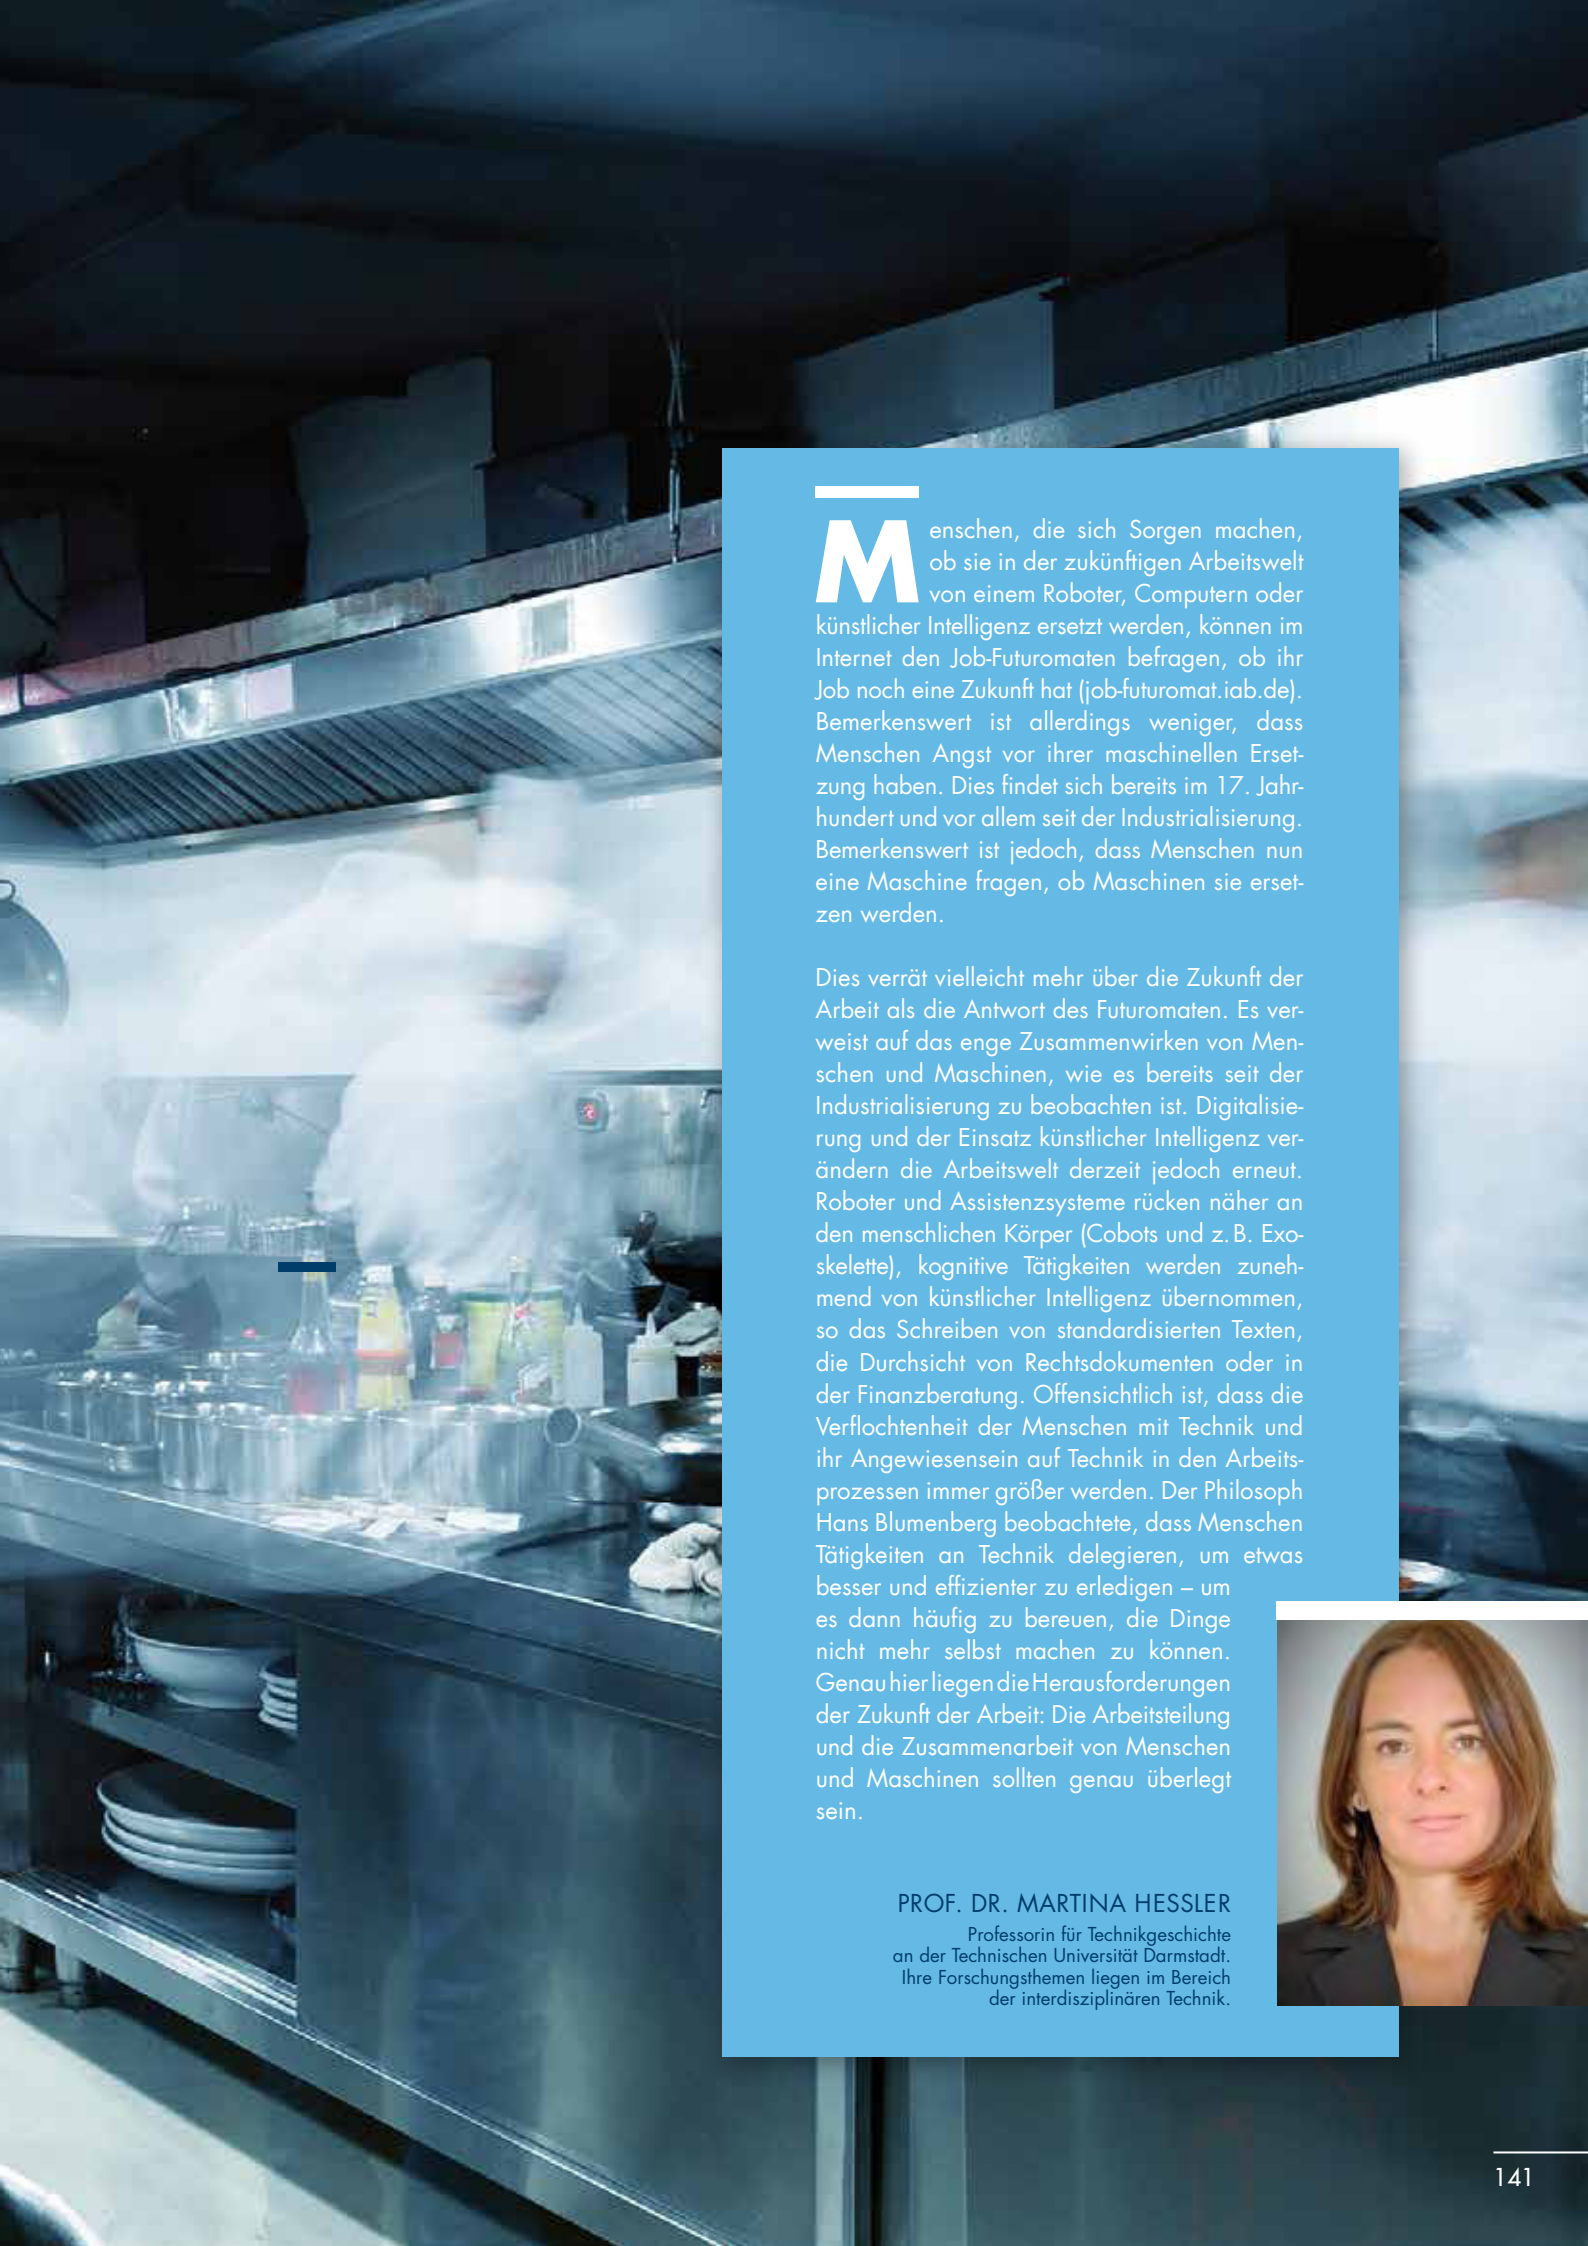 Menschen, die sich Sorgen machen,
ob sie in der zukünftigen Arbeitswelt
von einem Roboter, Computern oder
künstlicher Intelligenz ersetzt werden, können im
Internet den Job-Futuromaten befragen, ob ihr
Job noch eine Zukunft hat (job-futuromat.iab.de).
Bemerkenswert ist allerdings weniger, dass
Menschen Angst vor ihrer maschinellen Erset-
zung haben. Dies findet sich bereits im 17. Jahr-
hundert und vor allem seit der Industrialisierung.
Bemerkenswert ist jedoch, dass Menschen nun
eine Maschine fragen, ob Maschinen sie erset-
zen werden.
Dies verrät vielleicht mehr über die Zukunft der
Arbeit als die Antwort des Futuromaten. Es ver-
weist auf das enge Zusammenwirken von Men-
schen und Maschinen, wie es bereits seit der
Industrialisierung zu beobachten ist. Digitalisie-
rung und der Einsatz künstlicher Intelligenz ver-
ändern die Arbeitswelt derzeit jedoch erneut.
Roboter und Assistenzsysteme rücken näher an
den menschlichen Körper (Cobots und z. B. Exo-
skelette), kognitive Tätigkeiten werden zuneh-
mend von künstlicher Intelligenz übernommen,
so das Schreiben von standardisierten Texten,
die Durchsicht von Rechtsdokumenten oder in
der Finanzberatung. Offensichtlich ist, dass die
Verflochtenheit der Menschen mit Technik und
ihr Angewiesensein auf Technik in den Arbeits-
prozessen immer größer werden. Der Philosoph
Hans Blumenberg beobachtete, dass Menschen
Tätigkeiten an Technik delegieren, um etwas
besser und effizienter zu erledigen – um
es dann häufig zu bereuen, die Dinge
nicht mehr selbst machen zu können.
Genau hier liegen die Herausforderungen
der Zukunft der Arbeit: Die Arbeitsteilung
und die Zusammenarbeit von Menschen
und Maschinen sollten genau überlegt
sein.
PROF. DR. MARTINA HESSLER
Professorin für Technikgeschichte
an der Technischen Universität Darmstadt.
Ihre Forschungsthemen liegen im Bereich
der interdisziplinären Technik.
141